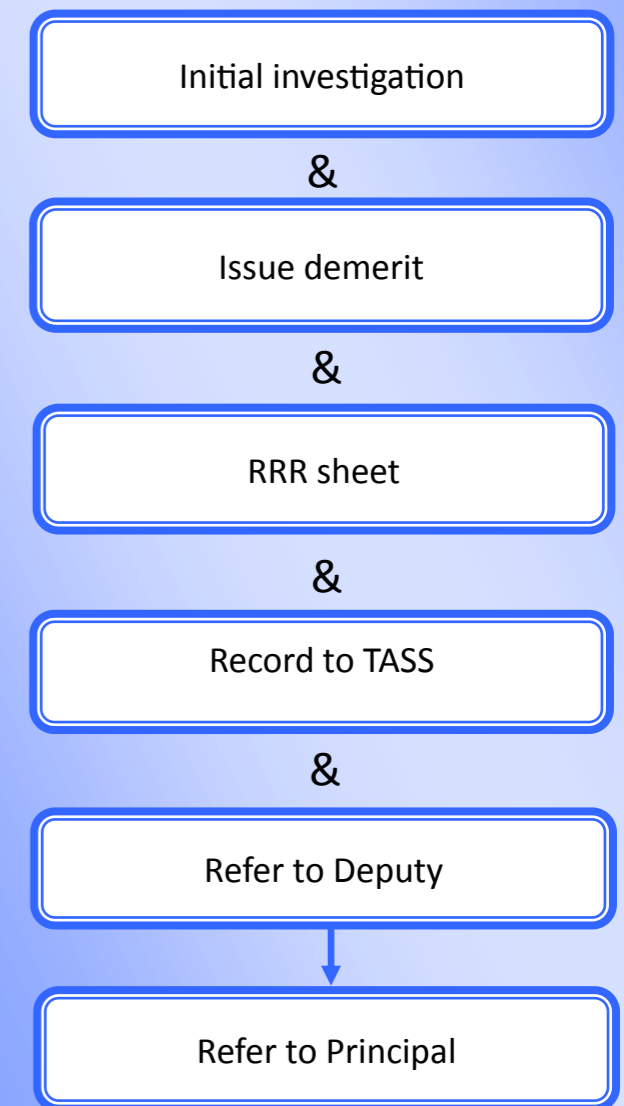 Initial investigation
&
Issue demerit
&
RRR sheet
&
Record to TASS
&
Refer to Deputy
Refer to Principal